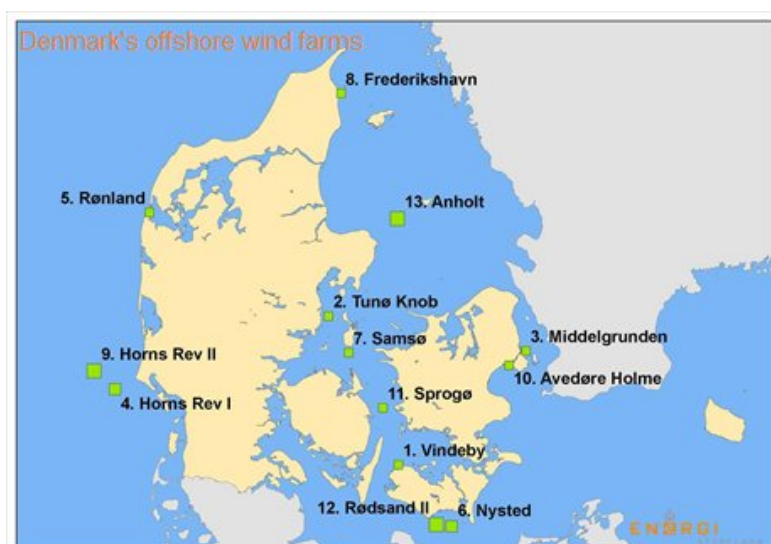 Denmark's offshore wind farms
8. Frederikshavn
5. Rønland
13. Anholt
2. Tunø Knob
3. Middelgrunden
7. Samsø
9. Horns Rev II
10. Avedøre Holme
4. Horns Rev I
11. Sprogø
1. Vindeby
12. Rødsand II
6. Nysted